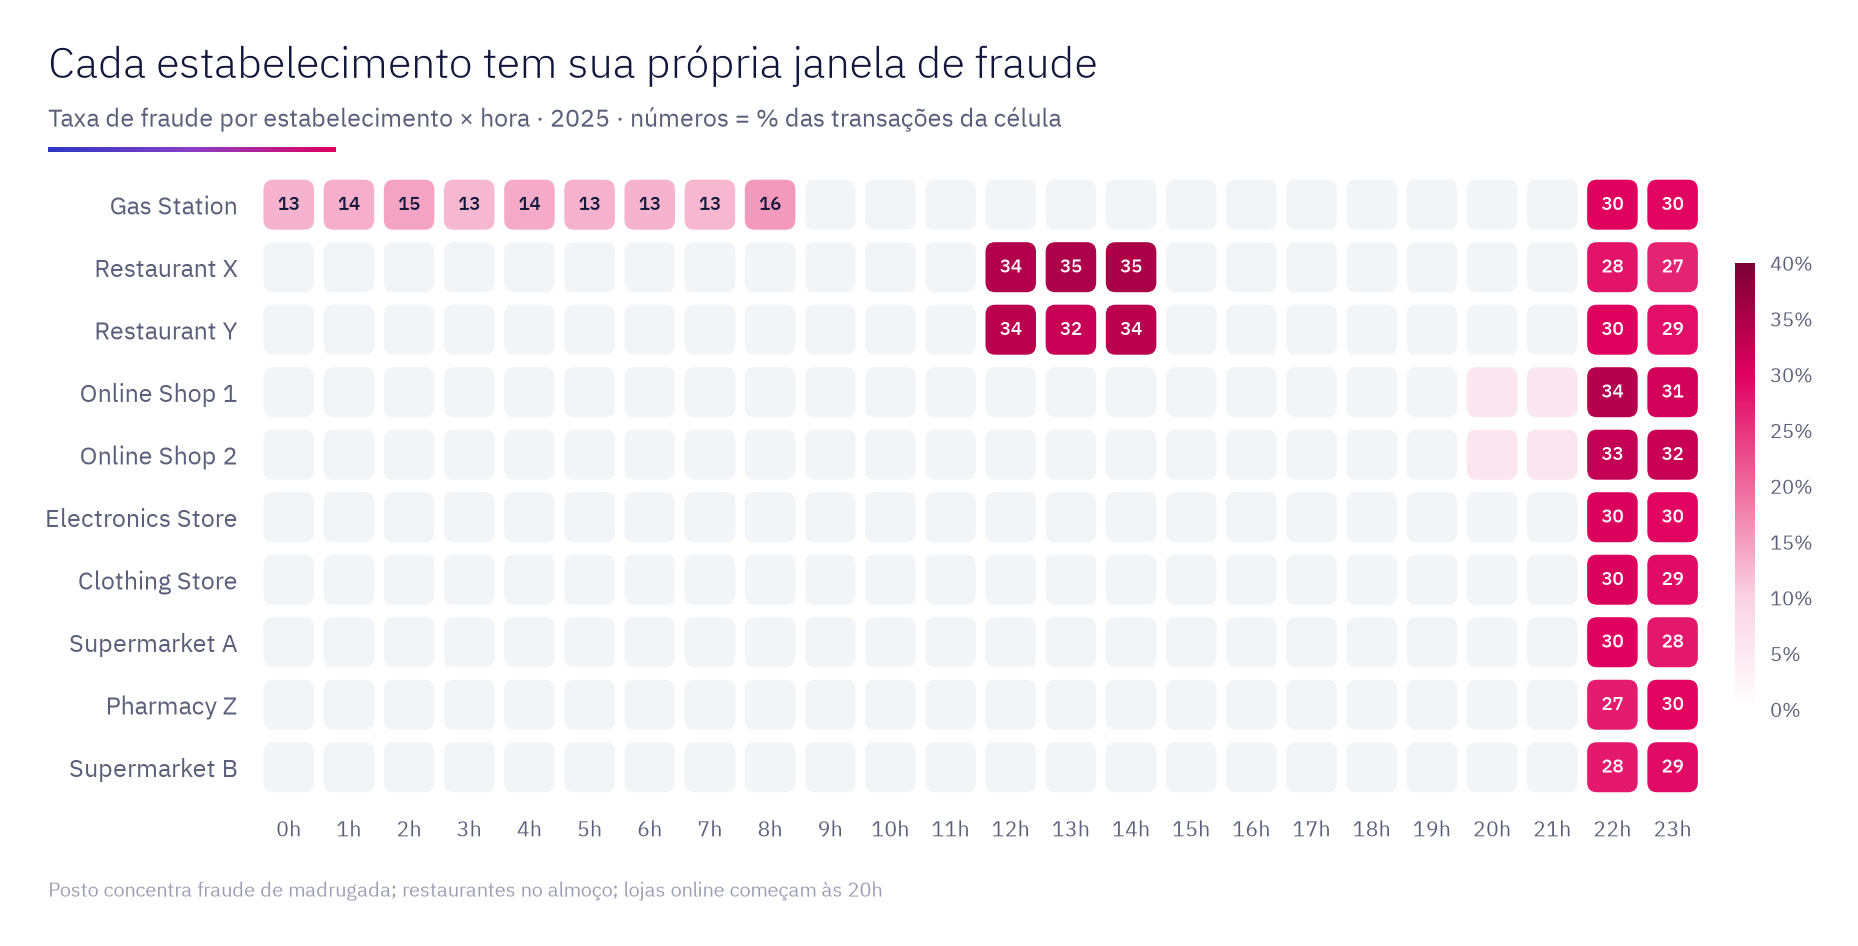 Cada estabelecimento tem sua própria janela de fraude
Taxa de fraude por estabelecimento × hora · 2025 · números = % das transações da célula
Gas Station 13 14 15 13 14 13 13 13 16 30 30
Restaurant X 34 35 35 28 27
Restaurant Y 34 32 34 30 29
Online Shop 1 34 31
Online Shop 2 33 32
Electronics Store 30 30
Clothing Store 30 29
Supermarket A 30 28
Pharmacy Z 27 30
Supermarket B 28 29
0h 1h 2h 3h 4h 5h 6h 7h 8h 9h 10h 11h 12h 13h 14h 15h 16h 17h 18h 19h 20h 21h 22h 23h
40%
35%
30%
25%
20%
15%
10%
5%
0%
Posto concentra fraude de madrugada; restaurantes no almoço; lojas online começam às 20h